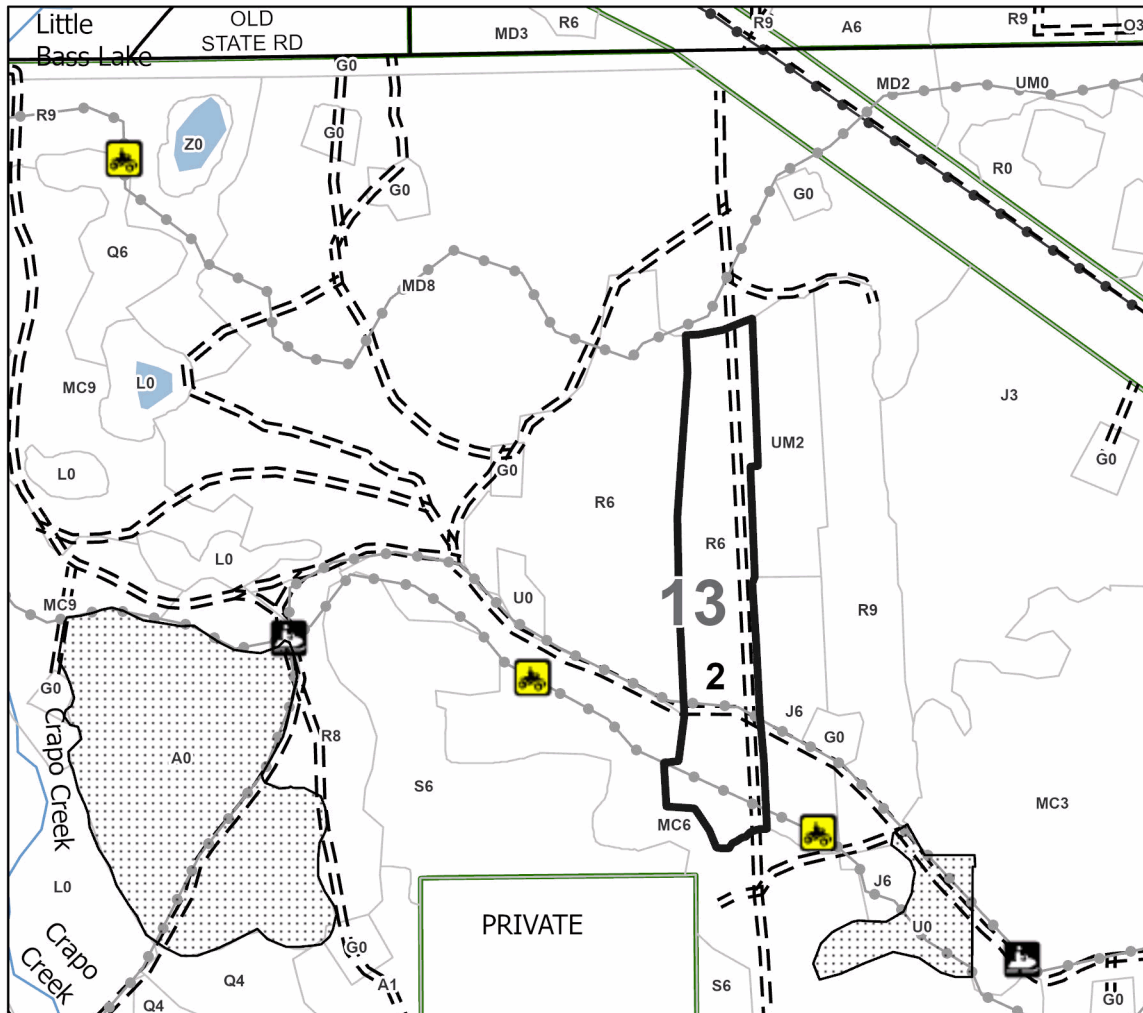 Little
Bass Lake
OLD
STATE RD
MD3
R6
R9
A6
R9
O3
G0
R9
Z0
G0
G0
MD2
UM0
R0
G0
Q6
MD8
MC9
L0
J3
UM2
G0
L0
G0
R6
R6
L0
MC9
U0
13
R9
2
G0
Crapo Creek
R8
J6
G0
A0
S6
MC6
MC3
L0
J6
U0
PRIVATE
Crapo
Creek
G0
Q4
A1
S6
Q4
G0